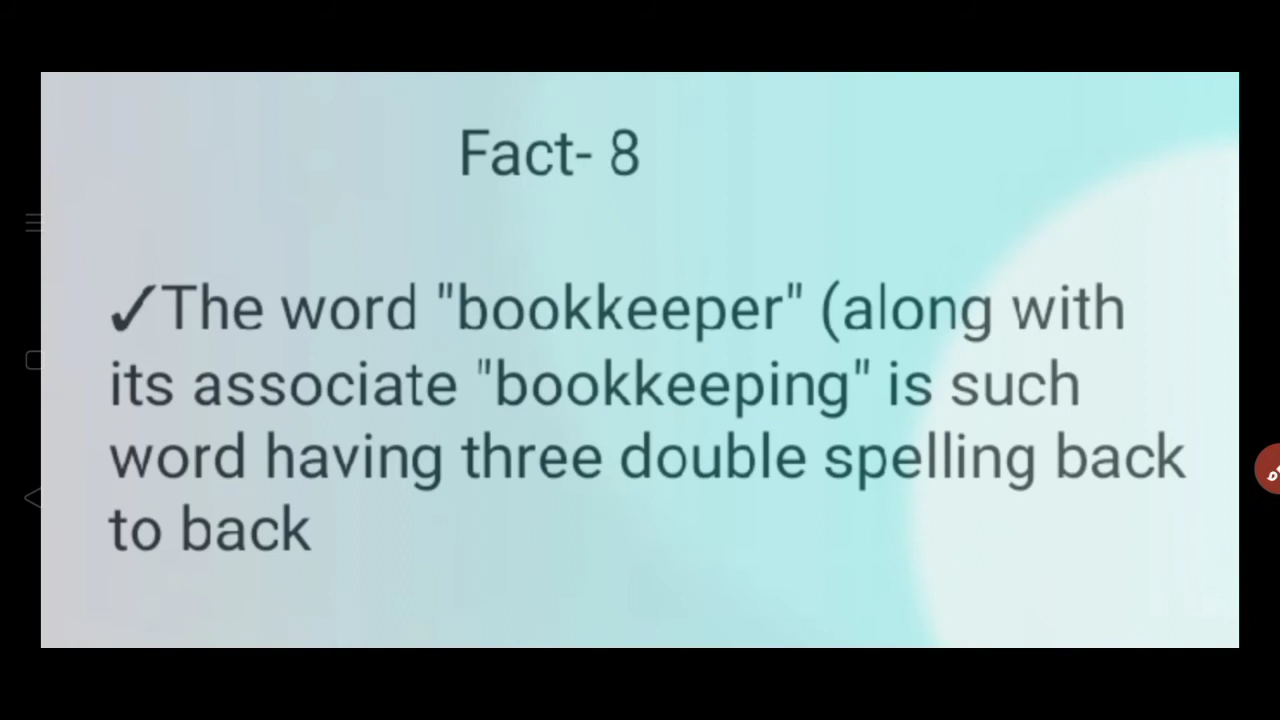 Fact- 8
✓The word "bookkeeper" (along with
its associate "bookkeeping" is such
word having three double spelling back
to back